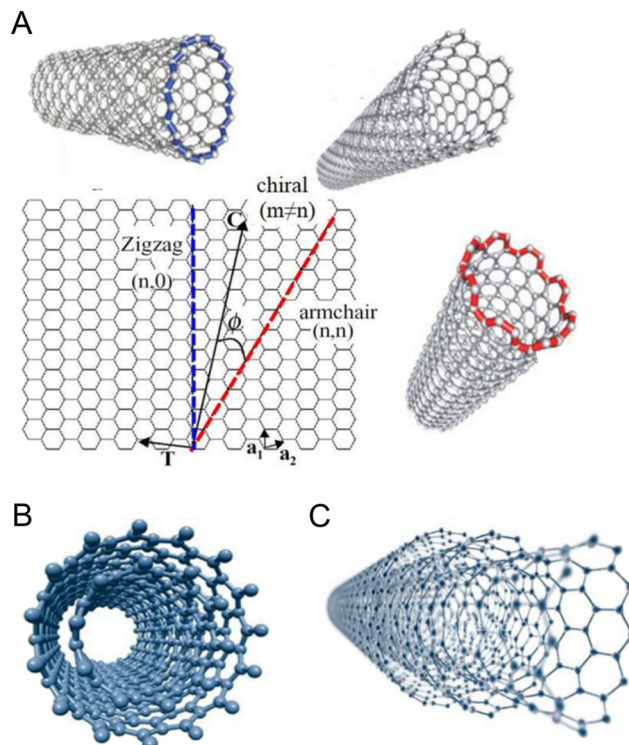 A
chiral
(m≠n)
C
Zigzag
(n,0)
ϕ
armchair
(n,n)
T
a₁
a₂
B
C